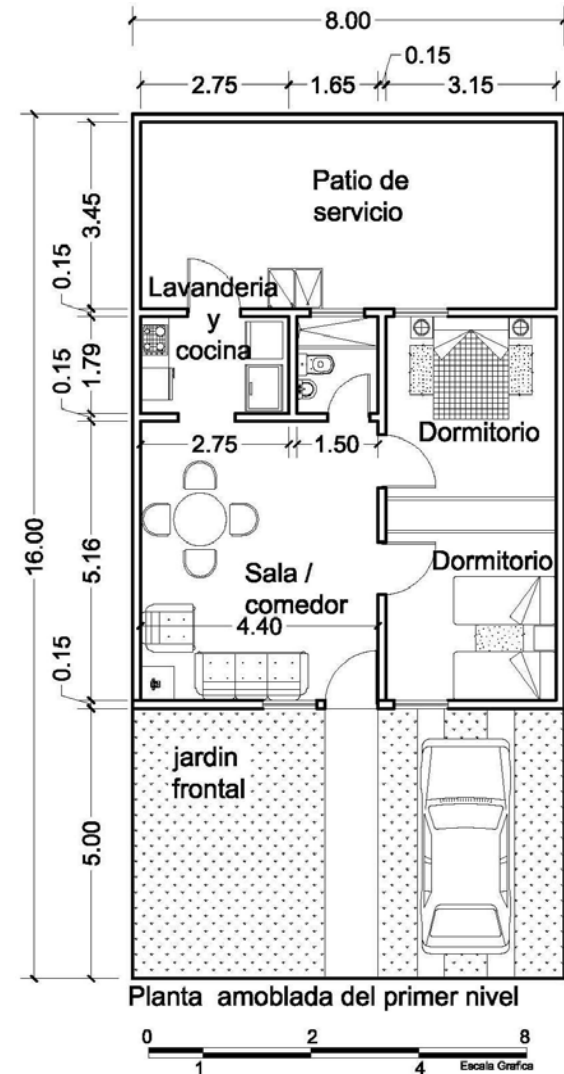 8.00
0.15
2.75
1.65
3.15
3.45
Patio de
servicio
0.15
Lavanderia
y
cocina
1.79
0.15
2.75
1.50
Dormitorio
16.00
5.16
Sala /
comedor
4.40
Dormitorio
0.15
jardin
frontal
5.00
Planta amoblada del primer nivel
0 2 8
1 4 Escala Grafica